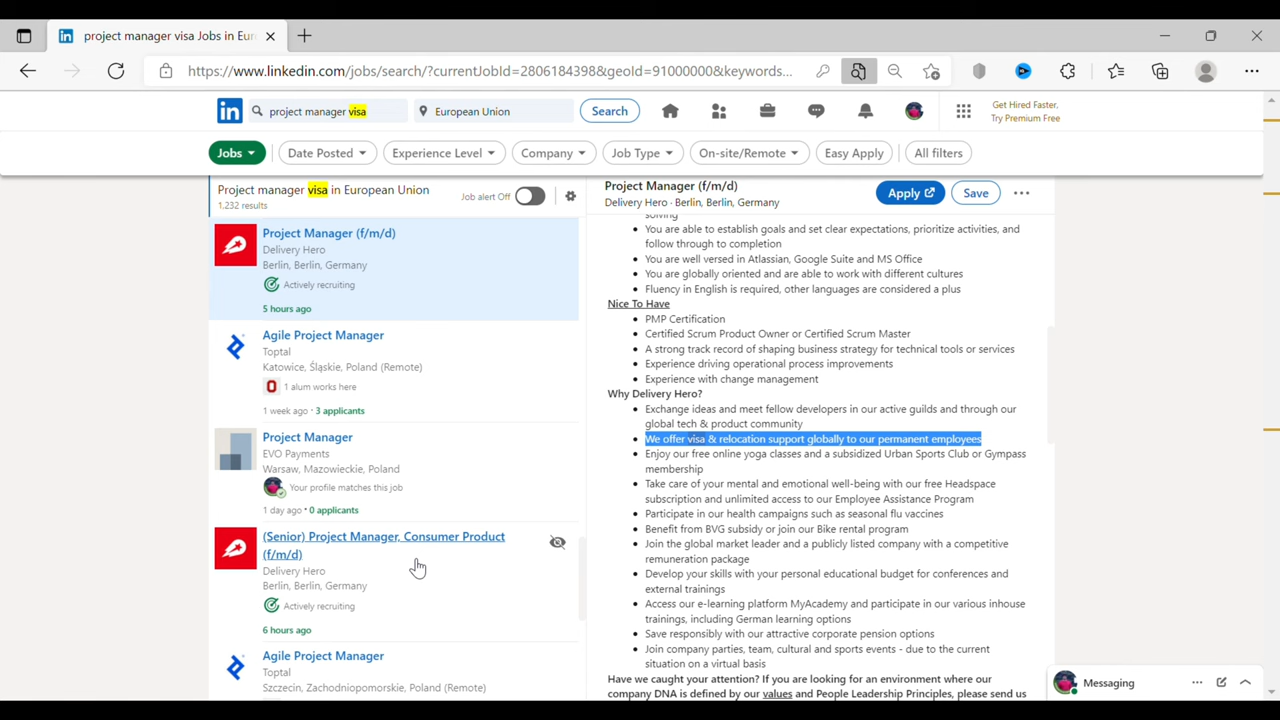 project manager visa Jobs in Eur
https://www.linkedin.com/jobs/search/?currentJobId=2806184398&geoId=91000000&keywords...
in
project manager visa
European Union
Search
Get Hired Faster,
Try Premium Free
Jobs
Date Posted
Experience Level
Company
Job Type
On-site/Remote
Easy Apply
All filters
Project manager visa in European Union
1.232 results
Job alert Off
Project Manager (f/m/d)
Delivery Hero
Berlin, Berlin, Germany
Actively recruiting
5 hours ago
Agile Project Manager
Toptal
Katowice, Śląskie, Poland (Remote)
1 alum works here
1 week ago · 3 applicants
Project Manager
EVO Payments
Warsaw, Mazowieckie, Poland
Your profile matches this job
1 day ago · 0 applicants
(Senior) Project Manager, Consumer Product
(f/m/d)
Delivery Hero
Berlin, Berlin, Germany
Actively recruiting
6 hours ago
Agile Project Manager
Toptal
Szczecin, Zachodniopomorskie, Poland (Remote)
Project Manager (f/m/d)
Delivery Hero · Berlin, Berlin, Germany
Apply
Save
solving
You are able to establish goals and set clear expectations, prioritize activities, and
follow through to completion
You are well versed in Atlassian, Google Suite and MS Office
You are globally oriented and are able to work with different cultures
Fluency in English is required, other languages are considered a plus
Nice To Have
PMP Certification
Certified Scrum Product Owner or Certified Scrum Master
A strong track record of shaping business strategy for technical tools or services
Experience driving operational process improvements
Experience with change management
Why Delivery Hero?
Exchange ideas and meet fellow developers in our active guilds and through our
global tech & product community
We offer visa & relocation support globally to our permanent employees
Enjoy our free online yoga classes and a subsidized Urban Sports Club or Gympass
membership
Take care of your mental and emotional well-being with our free Headspace
subscription and unlimited access to our Employee Assistance Program
Participate in our health campaigns such as seasonal flu vaccines
Benefit from BVG subsidy or join our Bike rental program
Join the global market leader and a publicly listed company with a competitive
remuneration package
Develop your skills with your personal educational budget for conferences and
external trainings
Access our e-learning platform MyAcademy and participate in our various inhouse
trainings, including German learning options
Save responsibly with our attractive corporate pension options
Join company parties, team, cultural and sports events - due to the current
situation on a virtual basis
Have we caught your attention? If you are looking for an environment where our
company DNA is defined by our values and People Leadership Principles, please send us
Messaging